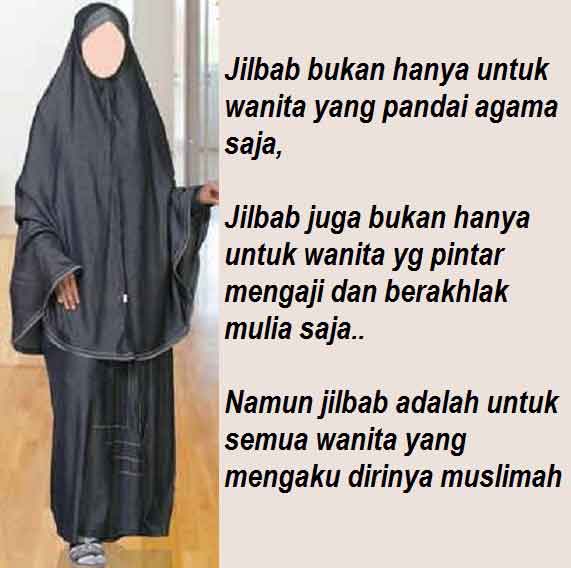 Jilbab bukan hanya untuk
wanita yang pandai agama
saja,
Jilbab juga bukan hanya
untuk wanita yg pintar
mengaji dan berakhlak
mulia saja..
Namun jilbab adalah untuk
semua wanita yang
mengaku dirinya muslimah